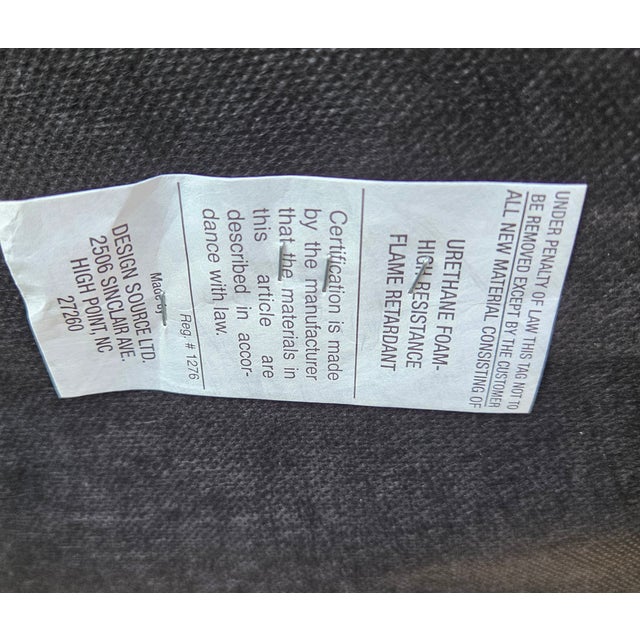 UNDER PENALTY OF LAW THIS TAG NOT TO
BE REMOVED EXCEPT BY THE CUSTOMER
ALL NEW MATERIAL CONSISTING OF
URETHANE FOAM-
HIGH RESISTANCE
FLAME RETARDANT
Certification is made
by the manufacturer
that the materials in
this article are
described in accor-
dance with law.
Reg. # 1276
Made by
DESIGN SOURCE LTD.
2506 SINCLAIR AVE.
HIGH POINT NC
27260